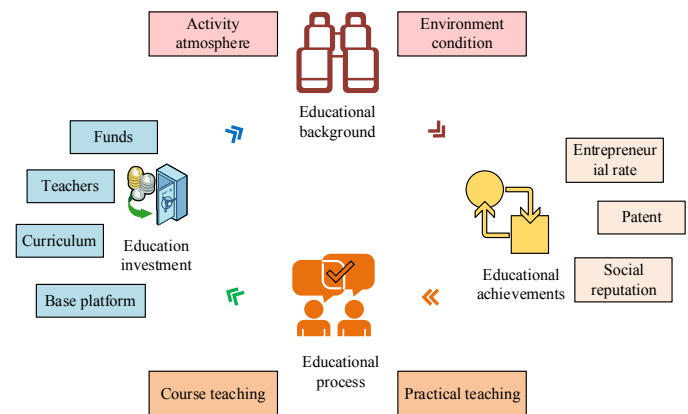 Activity
atmosphere
Environment
condition
Educational
background
Funds
Teachers
Curriculum
Base platform
Education
investment
Entrepreneur
ial rate
Patent
Social
reputation
Educational
achievements
Educational
process
Course teaching
Practical teaching